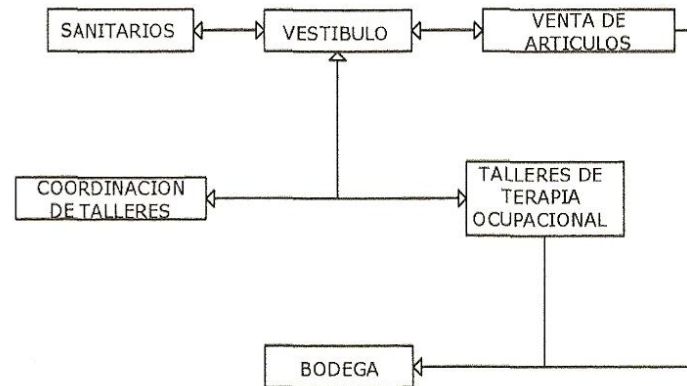 SANITARIOS
VESTIBULO
VENTA DE
ARTICULOS
COORDINACION
DE TALLERES
TALLERES DE
TERAPIA
OCUPACIONAL
BODEGA